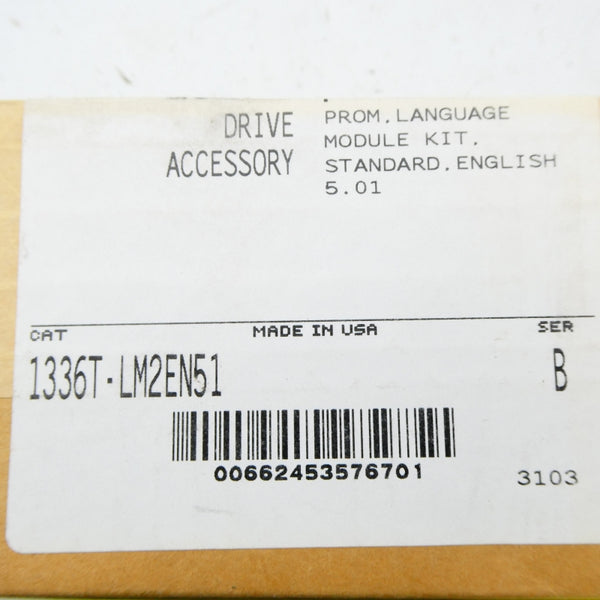 DRIVE
ACCESSORY
PROM, LANGUAGE
MODULE KIT,
STANDARD, ENGLISH
5.01
CAT
MADE IN USA
SER
1336T-LM2EN51
B
00662453576701
3103